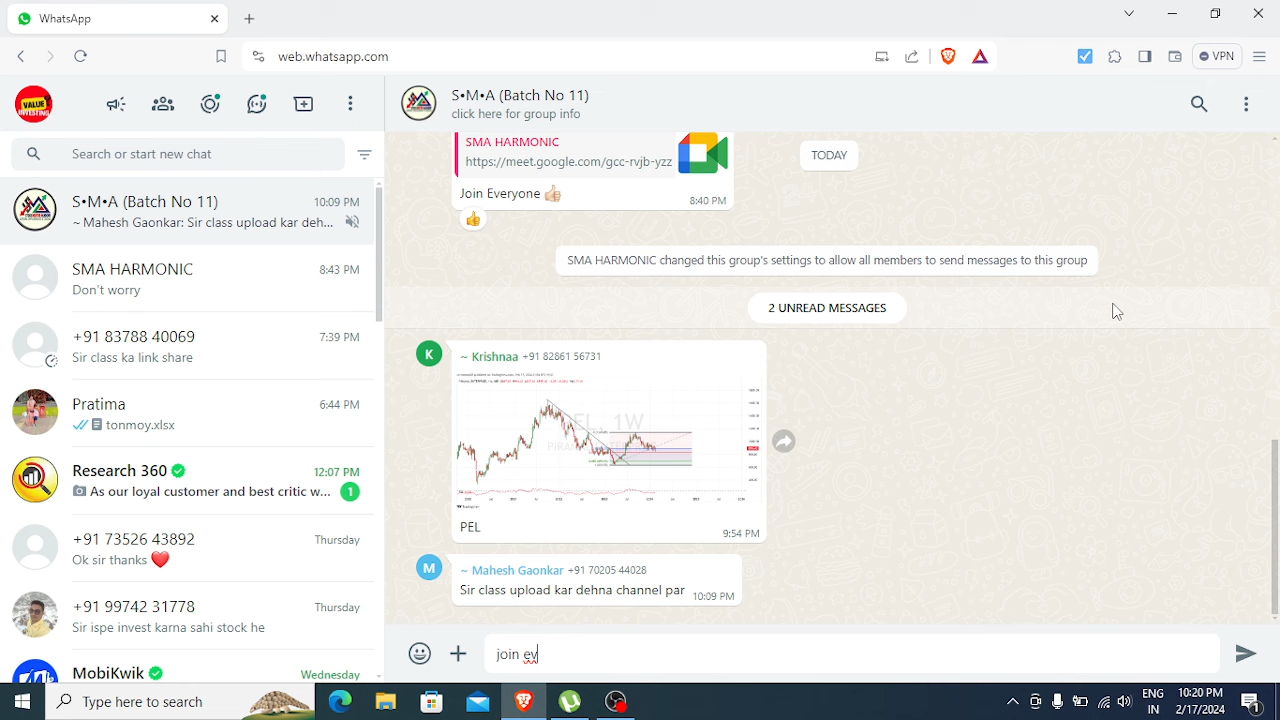 WhatsApp
web.whatsapp.com
VPN
VALUE
INVESTING
S•M•A (Batch No 11)
click here for group info
Search or start new chat
S•M•A (Batch No 11)
10:09 PM
~ Mahesh Gaonkar: Sir class upload kar deh...
SMA HARMONIC
8:43 PM
Don't worry
+91 83788 40069
7:39 PM
Sir class ka link share
Pratima
6:44 PM
tonmoy.xlsx
Research 360
12:07 PM
As our loyal customer and best critic w...
1
+91 73526 43892
Thursday
Ok sir thanks
+91 99742 31778
Thursday
Sir ispe invest karna sahi stock he
MobiKwik
Wednesday
SMA HARMONIC
https://meet.google.com/gcc-rvjb-yzz
Join Everyone 👍🏻
8:40 PM
TODAY
SMA HARMONIC changed this group's settings to allow all members to send messages to this group
2 UNREAD MESSAGES
K
~ Krishnaa +91 82861 56731
PEL, 1W
PEL
9:54 PM
M
~ Mahesh Gaonkar +91 70205 44028
Sir class upload kar dehna channel par
10:09 PM
join ev
Type here to search
ENG
IN
10:20 PM
2/17/2024
1